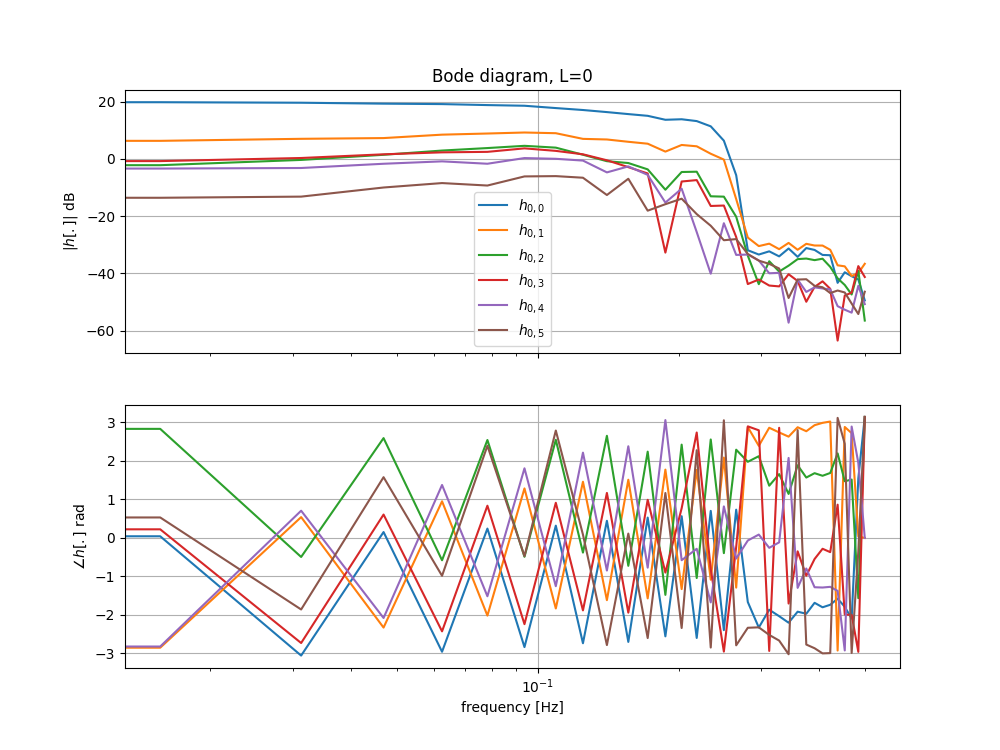 Bode diagram, L=0
|h[.]| dB
20
0
−20
−40
−60
h0,0
h0,1
h0,2
h0,3
h0,4
h0,5
∠h[.] rad
3
2
1
0
−1
−2
−3
10⁻¹
frequency [Hz]